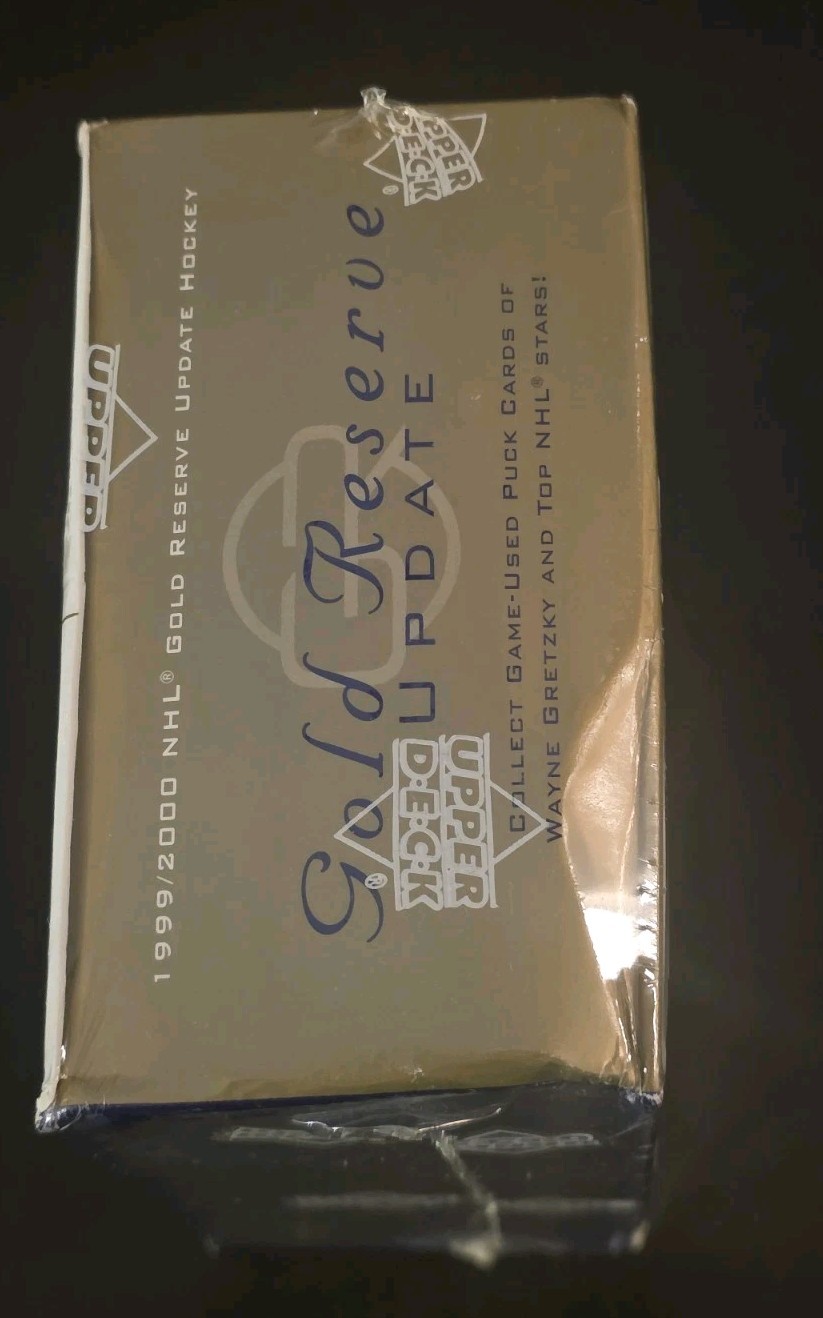 1999/2000 NHL® GOLD RESERVE UPDATE HOCKEY
Gold Reserve
UPDATE
COLLECT GAME-USED PUCK CARDS OF
WAYNE GRETZKY AND TOP NHL® STARS!
UPPER
DECK
®
UPPER
DECK
®
UPPER